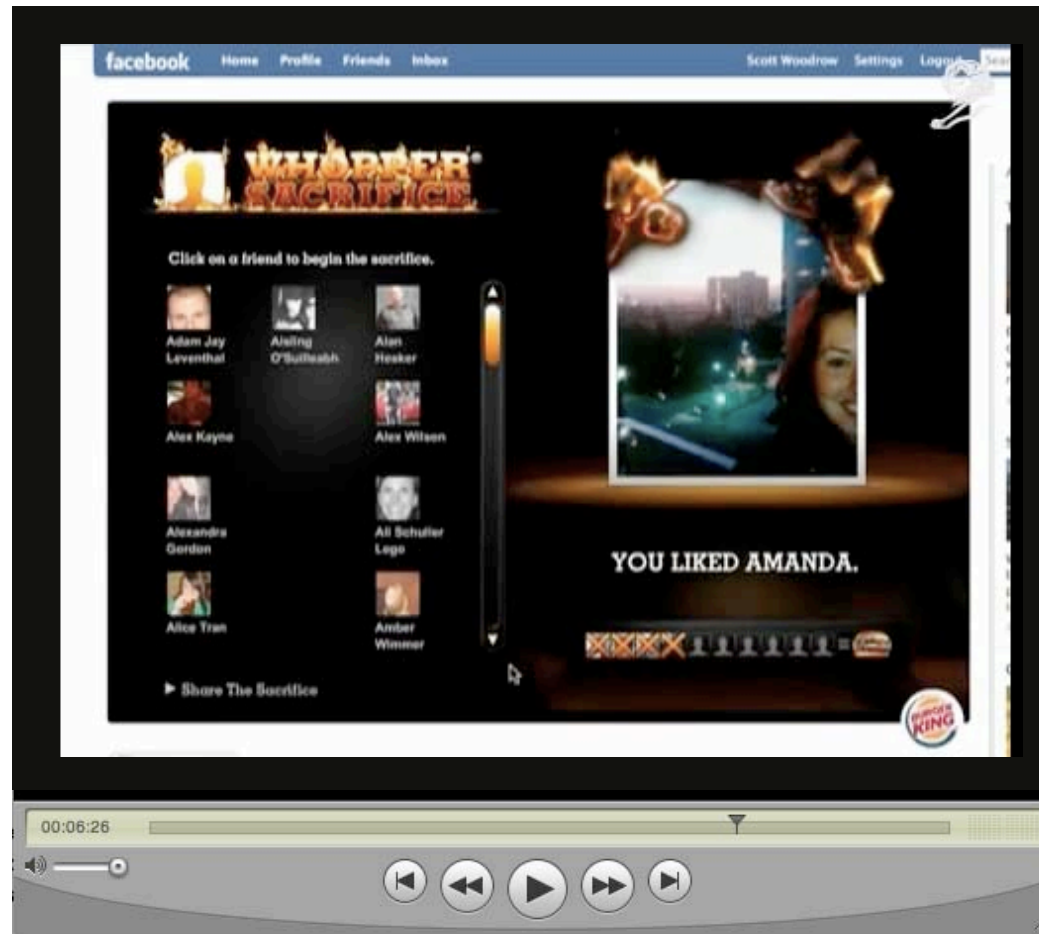 facebook Home Profile Friends Inbox Scott Woodrow Settings Logout
WHOPPER®
SACRIFICE
Click on a friend to begin the sacrifice.
Adam Jay
Leventhal
Aisling
O'Suilleabh
Alan
Hesker
Alex Kayne
Alex Wilson
Alexandra
Gordon
Ali Schuller
Lego
Alice Tran
Amber
Wimmer
Share The Sacrifice
YOU LIKED AMANDA.
=
BURGER
KING
00:06:26